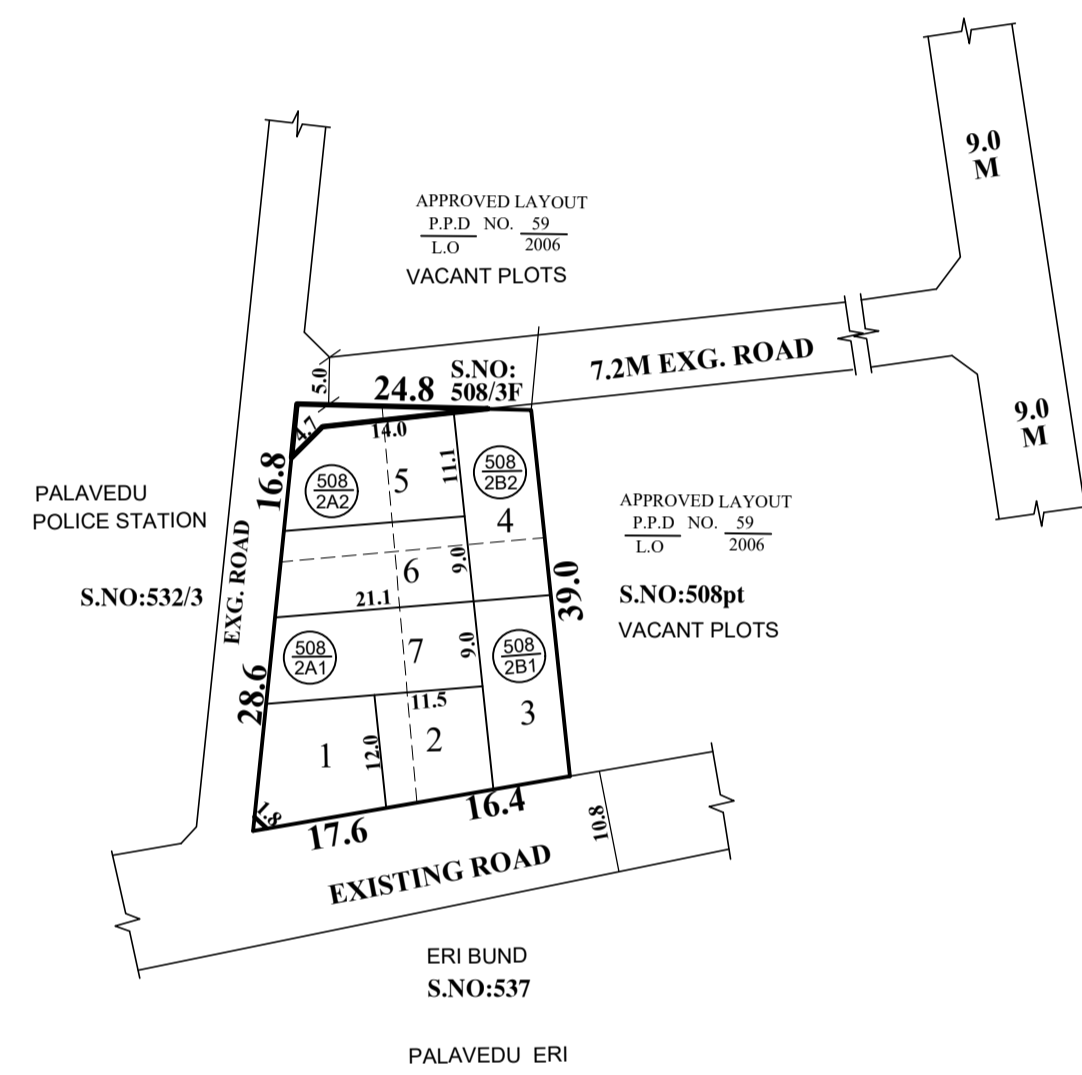 9.0
M
APPROVED LAYOUT
P.P.D NO. 59
L.O 2006
VACANT PLOTS
7.2M EXG. ROAD
5.0
24.8
S.NO:
508/3F
9.0
M
4.7
14.0
16.8
508
2A2
5
11.1
508
2B2
4
PALAVEDU
POLICE STATION
APPROVED LAYOUT
P.P.D NO. 59
L.O 2006
EXG. ROAD
6
9.0
39.0
S.NO:532/3
21.1
S.NO:508pt
VACANT PLOTS
508
2A1
7
9.0
508
2B1
28.6
11.5
3
1
12.0
2
1.8
17.6
16.4
10.8
EXISTING ROAD
ERI BUND
S.NO:537
PALAVEDU ERI